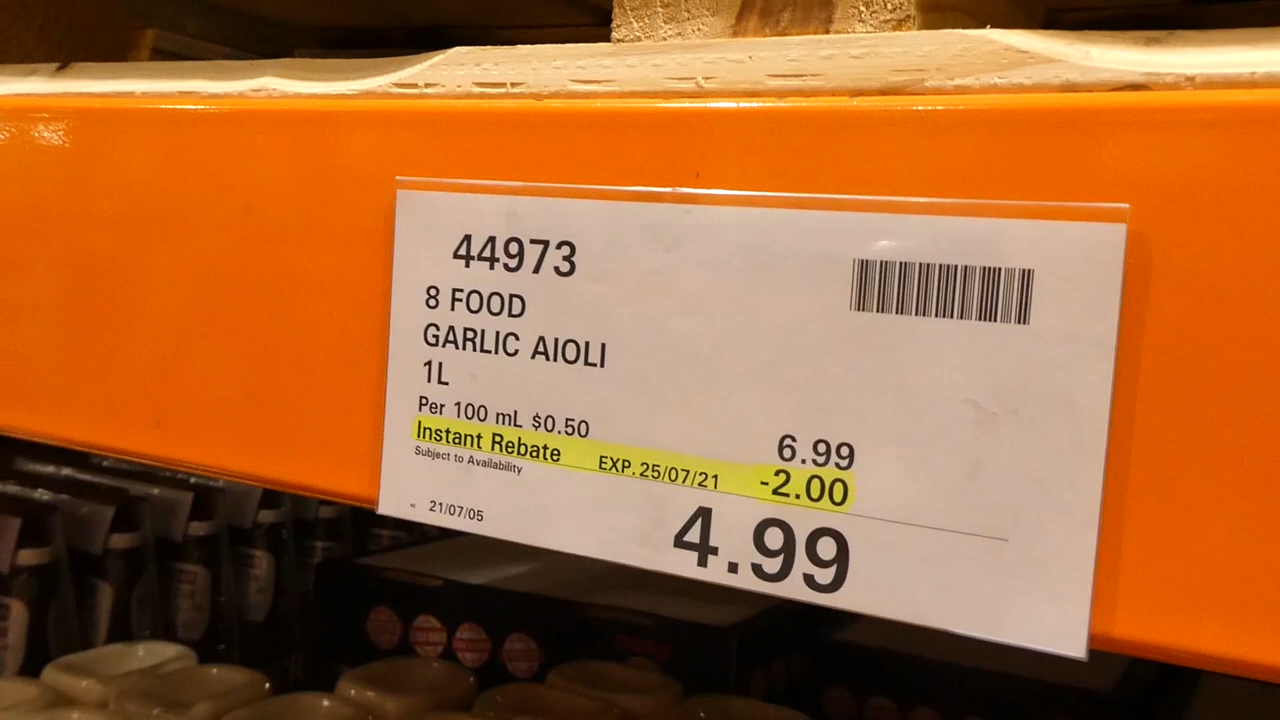 44973
8 FOOD
GARLIC AIOLI
1L
Per 100 mL $0.50 6.99
Instant Rebate EXP. 25/07/21 -2.00
Subject to Availability
21/07/05 4.99